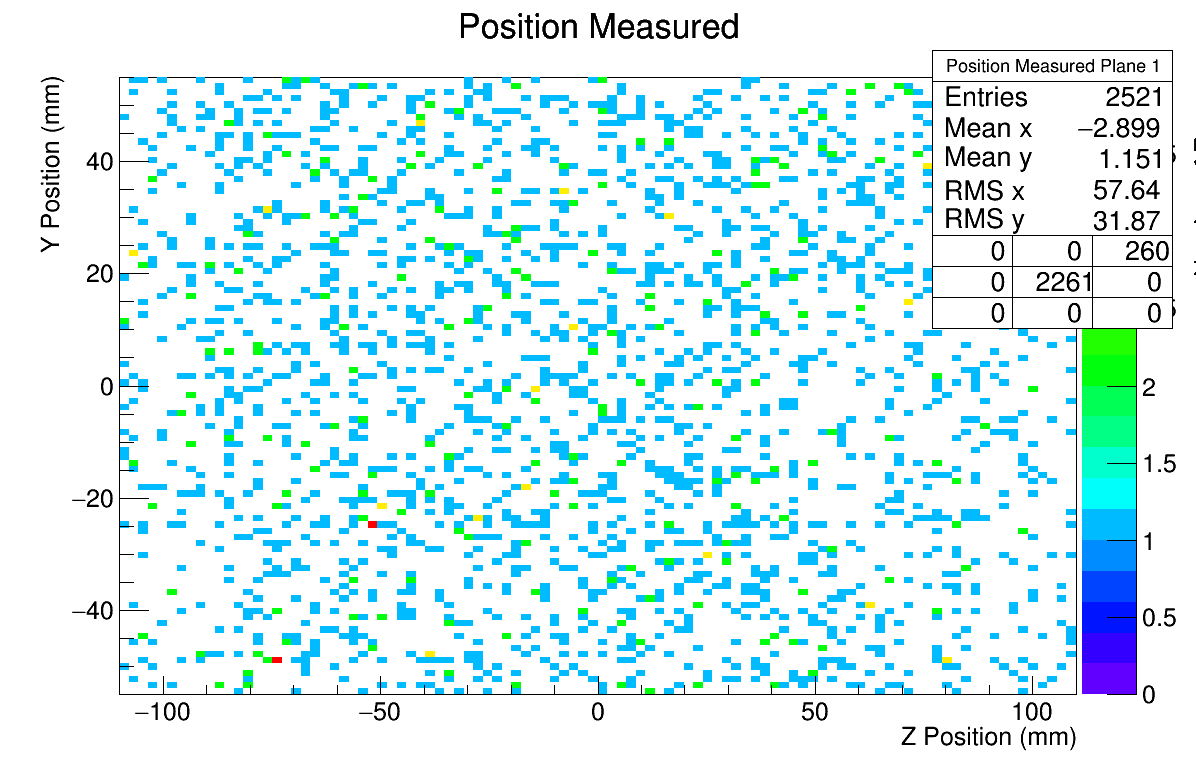 Position Measured
Position Measured Plane 1
Entries 2521
Mean x −2.899
Mean y 1.151
RMS x 57.64
RMS y 31.87
0 0 260
0 2261 0
0 0 0
Y Position (mm)
40
20
0
−20
−40
2
1.5
1
0.5
0
−100 −50 0 50 100
Z Position (mm)